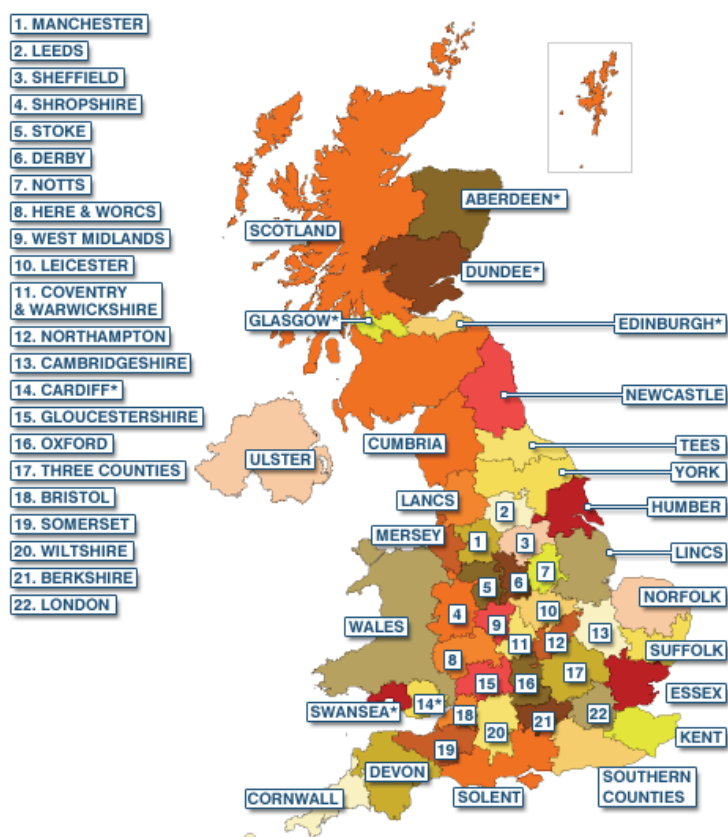 1. MANCHESTER
2. LEEDS
3. SHEFFIELD
4. SHROPSHIRE
5. STOKE
6. DERBY
7. NOTTS
8. HERE & WORCS
9. WEST MIDLANDS
10. LEICESTER
11. COVENTRY
& WARWICKSHIRE
12. NORTHAMPTON
13. CAMBRIDGESHIRE
14. CARDIFF*
15. GLOUCESTERSHIRE
16. OXFORD
17. THREE COUNTIES
18. BRISTOL
19. SOMERSET
20. WILTSHIRE
21. BERKSHIRE
22. LONDON
ABERDEEN*
SCOTLAND
DUNDEE*
GLASGOW*
EDINBURGH*
NEWCASTLE
CUMBRIA
TEES
ULSTER
YORK
LANCS
HUMBER
2
MERSEY
1
3
LINCS
7
6
5
NORFOLK
4
10
9
WALES
13
12
11
SUFFOLK
8
17
15
16
ESSEX
14*
SWANSEA*
18
22
21
20
KENT
19
DEVON
SOUTHERN
COUNTIES
CORNWALL
SOLENT